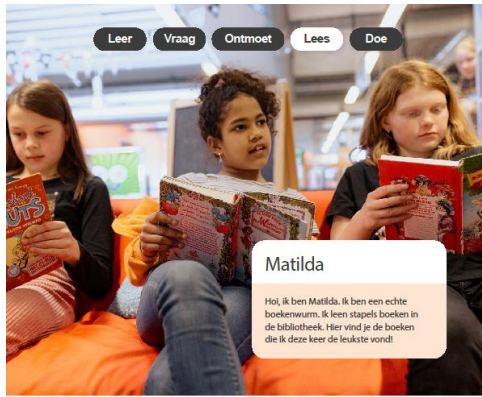 Leer
Vraag
Ontmoet
Lees
Doe
UTS
Matilda
Hoi, ik ben Matilda. Ik ben een echte
boekenwurm. Ik leen stapels boeken in
de bibliotheek. Hier vind je de boeken
die ik deze keer de leukste vond!